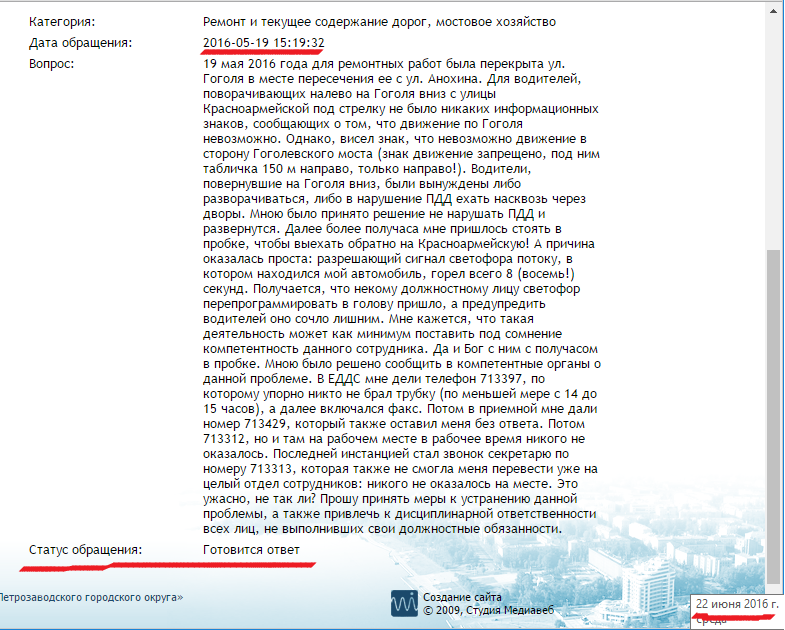 Категория: Ремонт и текущее содержание дорог, мостовое хозяйство
Дата обращения: 2016-05-19 15:19:32
Вопрос: 19 мая 2016 года для ремонтных работ была перекрыта ул.
Гоголя в месте пересечения ее с ул. Анохина. Для водителей,
поворачивающих налево на Гоголя вниз с улицы
Красноармейской под стрелку не было никаких информационных
знаков, сообщающих о том, что движение по Гоголя
невозможно. Однако, висел знак, что невозможно движение в
сторону Гоголевского моста (знак движение запрещено, под ним
табличка 150 м направо, только направо!). Водители,
повернувшие на Гоголя вниз, были вынуждены либо
разворачиваться, либо в нарушение ПДД ехать насквозь через
дворы. Мною было принято решение не нарушать ПДД и
развернутся. Далее более получаса мне пришлось стоять в
пробке, чтобы выехать обратно на Красноармейскую! А причина
оказалась проста: разрешающий сигнал светофора потоку, в
котором находился мой автомобиль, горел всего 8 (восемь!)
секунд. Получается, что некому должностному лицу светофор
перепрограммировать в голову пришло, а предупредить
водителей оно сочло лишним. Мне кажется, что такая
деятельность может как минимум поставить под сомнение
компетентность данного сотрудника. Да и Бог с ним с получасом
в пробке. Мною было решено сообщить в компетентные органы о
данной проблеме. В ЕДДС мне дели телефон 713397, по
которому упорно никто не брал трубку (по меньшей мере с 14 до
15 часов), а далее включался факс. Потом в приемной мне дали
номер 713429, который также оставил меня без ответа. Потом
713312, но и там на рабочем месте в рабочее время никого не
оказалось. Последней инстанцией стал звонок секретарю по
номеру 713313, которая также не смогла меня перевести уже на
целый отдел сотрудников: никого не оказалось на месте. Это
ужасно, не так ли? Прошу принять меры к устранению данной
проблемы, а также привлечь к дисциплинарной ответственности
всех лиц, не выполнивших свои должностные обязанности.
Статус обращения: Готовится ответ
Петрозаводского городского округа»
Создание сайта
© 2009, Студия Медиавеб
22 июня 2016 г.
среда